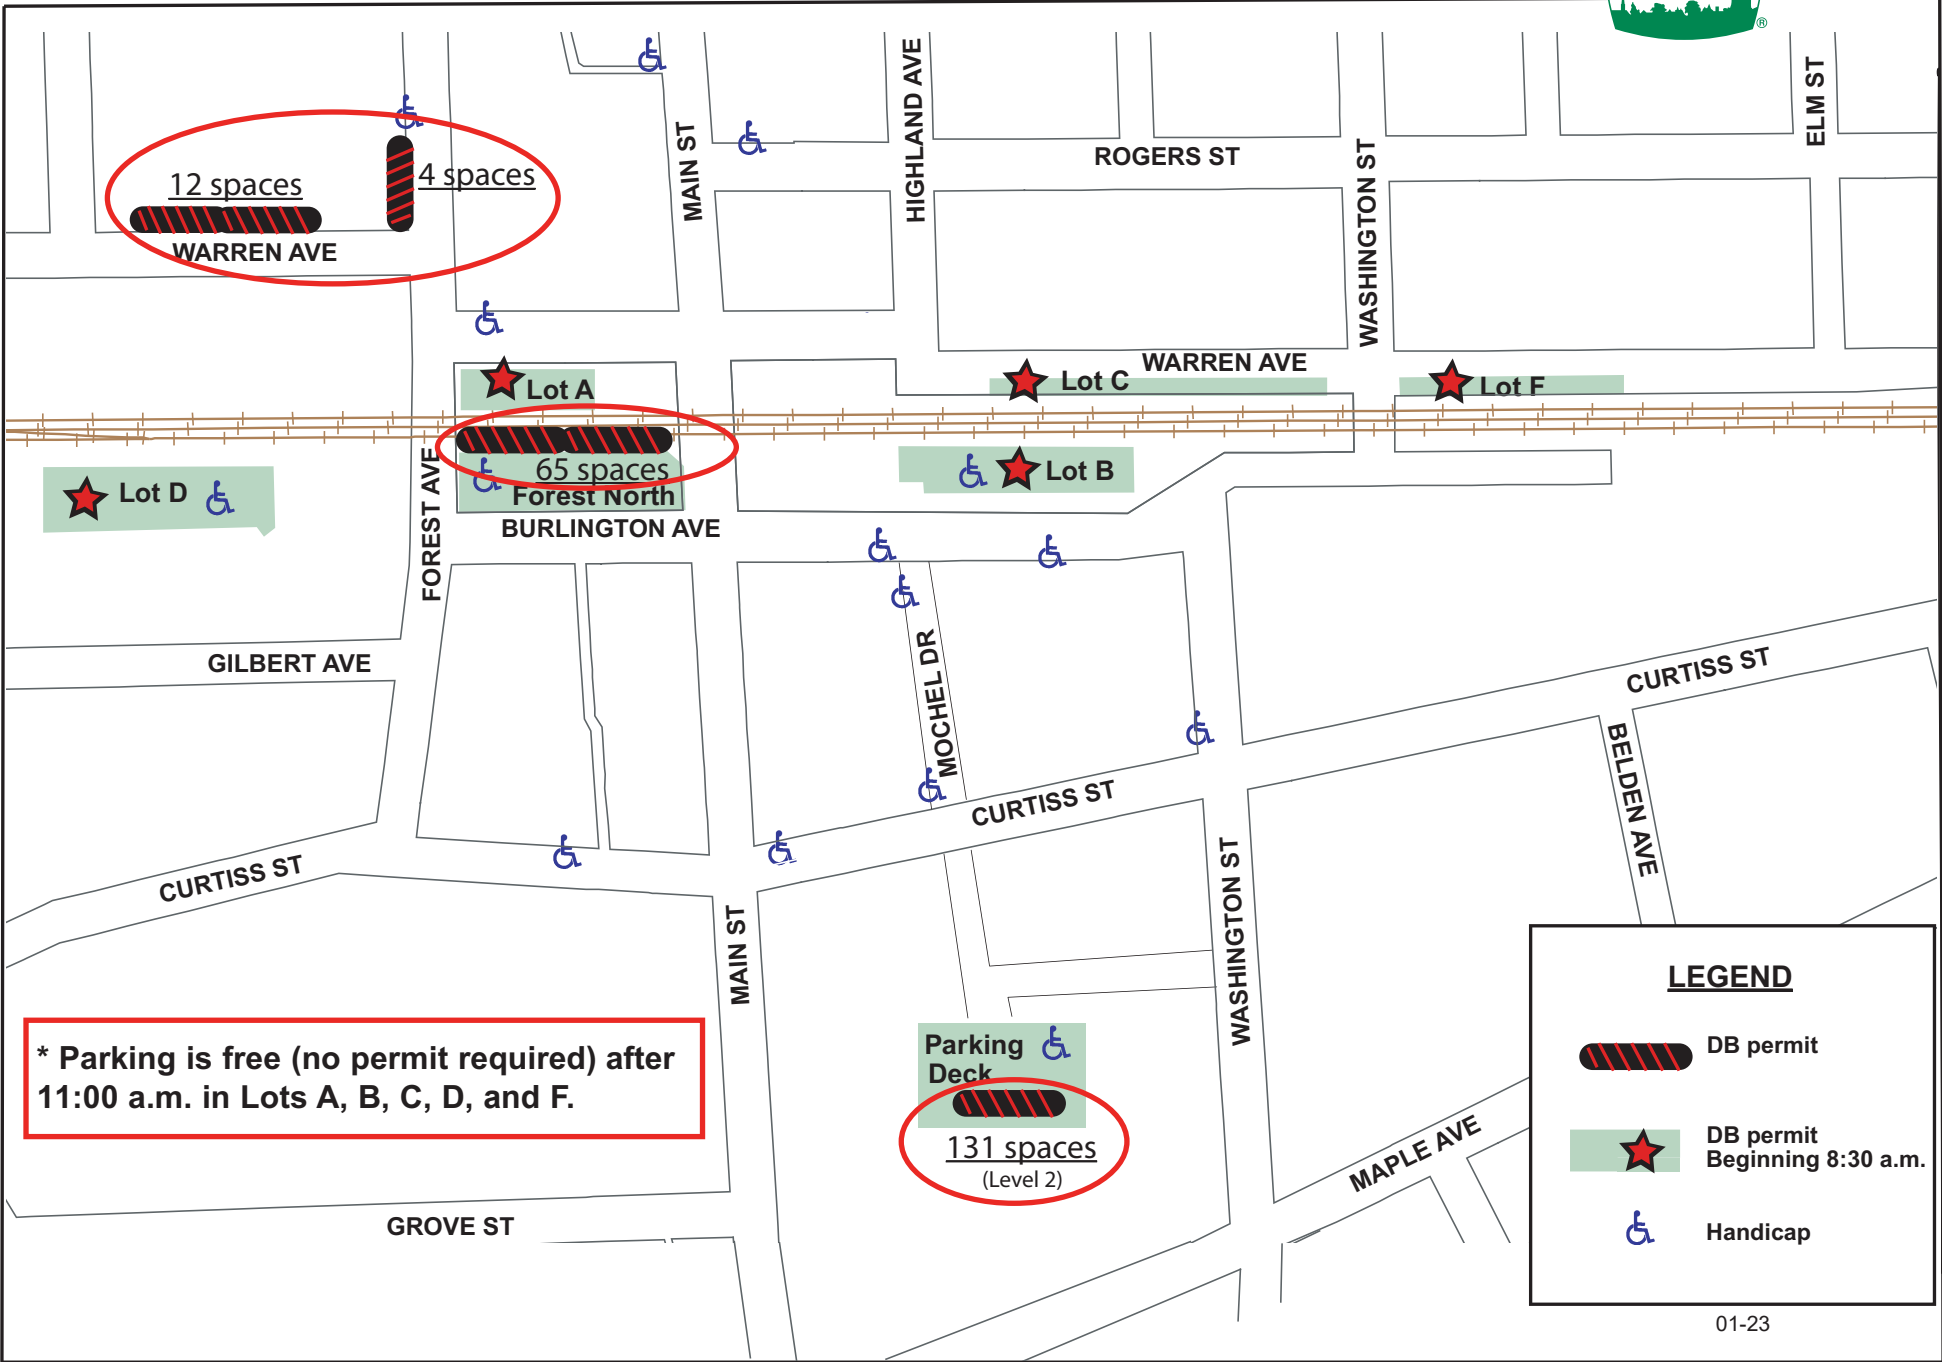 ®
HIGHLAND AVE
ELM ST
MAIN ST
ROGERS ST
WASHINGTON ST
12 spaces
4 spaces
WARREN AVE
WARREN AVE
Lot A
Lot C
Lot F
65 spaces
Forest North
Lot B
Lot D
FOREST AVE
BURLINGTON AVE
GILBERT AVE
MOCHEL DR
CURTISS ST
BELDEN AVE
CURTISS ST
CURTISS ST
MAIN ST
WASHINGTON ST
* Parking is free (no permit required) after
11:00 a.m. in Lots A, B, C, D, and F.
Parking
Deck
131 spaces
(Level 2)
MAPLE AVE
GROVE ST
LEGEND
DB permit
DB permit
Beginning 8:30 a.m.
Handicap
01-23